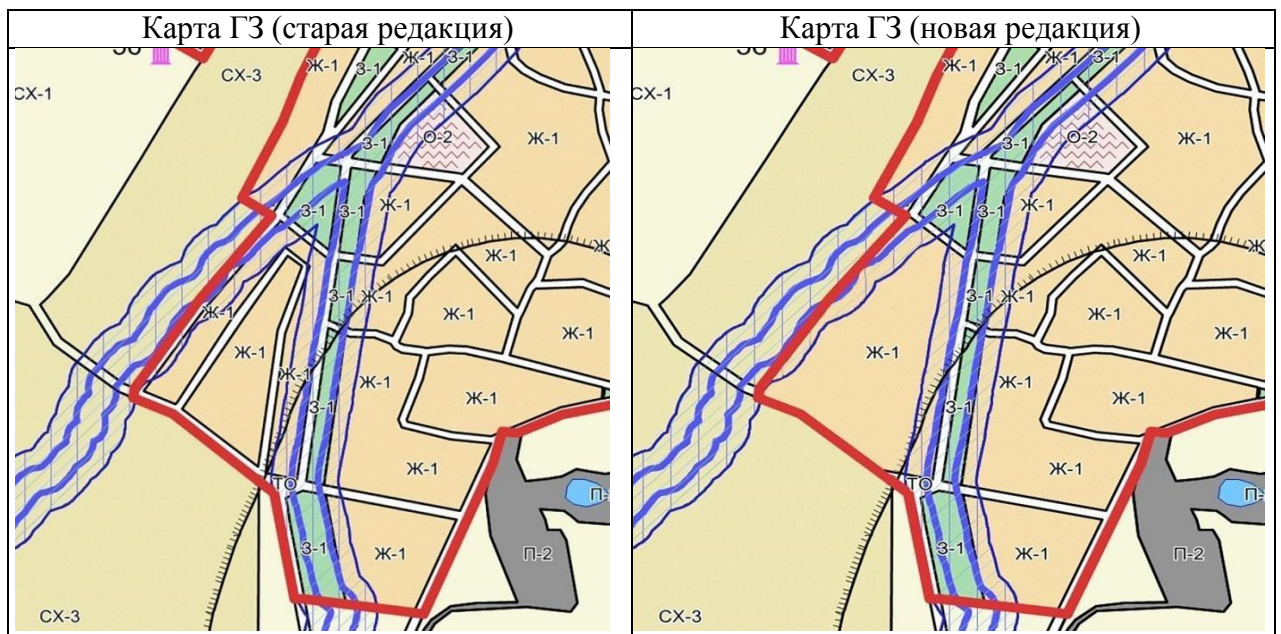 Карта ГЗ (старая редакция)
Карта ГЗ (новая редакция)
СХ-3
Ж-1
З-1
Ж-1
З-1
СХ-1
О-2
З-1
Ж-1
З-1
З-1
Ж-1
Ж-1
З-1
Ж-1
Ж-1
Ж-1
Ж-1
Ж-1
Ж-1
Ж-1
Ж-1
З-1
Ж-1
ТО
З-1
Ж-1
П-2
СХ-3
СХ-3
Ж-1
З-1
Ж-1
З-1
СХ-1
О-2
З-1
Ж-1
З-1
З-1
Ж-1
Ж-1
З-1
Ж-1
Ж-1
Ж-1
Ж-1
Ж-1
Ж-1
З-1
Ж-1
ТО
З-1
Ж-1
П-2
СХ-3